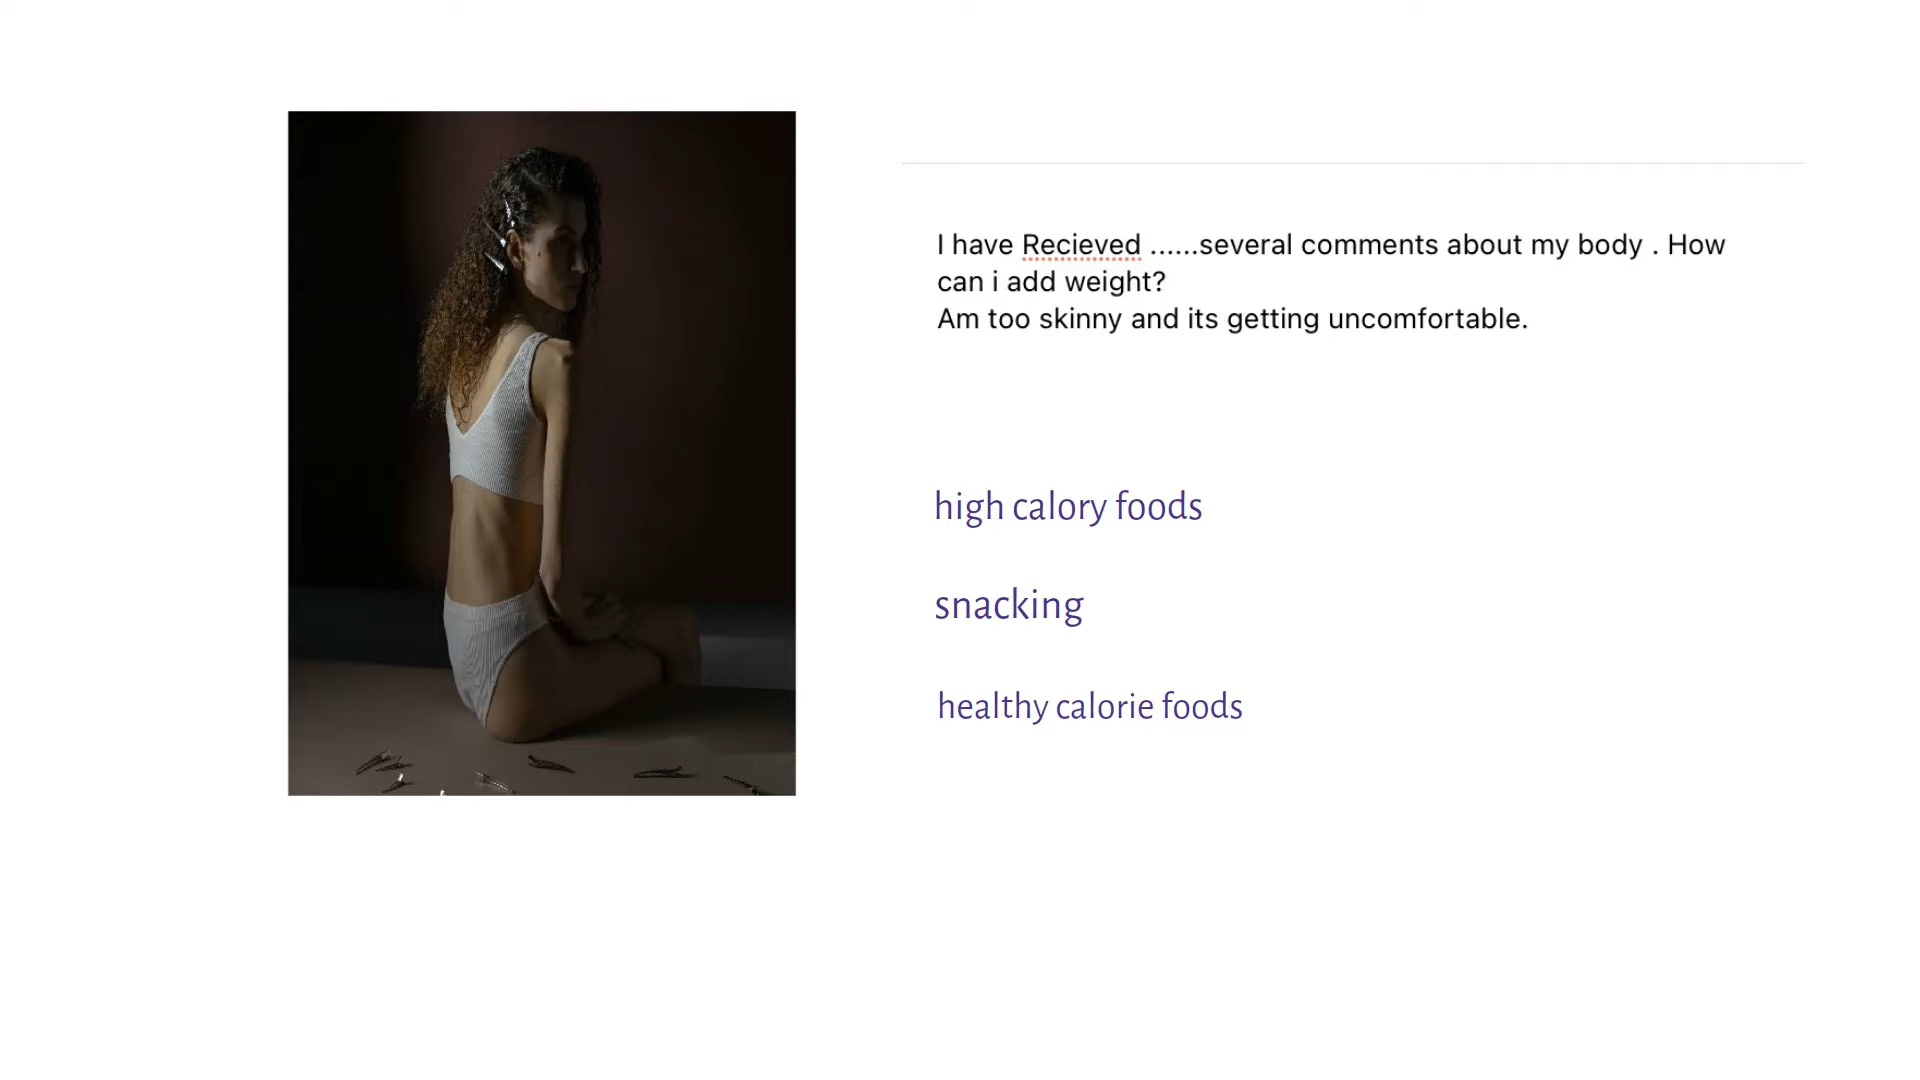 I have Recieved ......several comments about my body . How
can i add weight?
Am too skinny and its getting uncomfortable.
high calory foods
snacking
healthy calorie foods